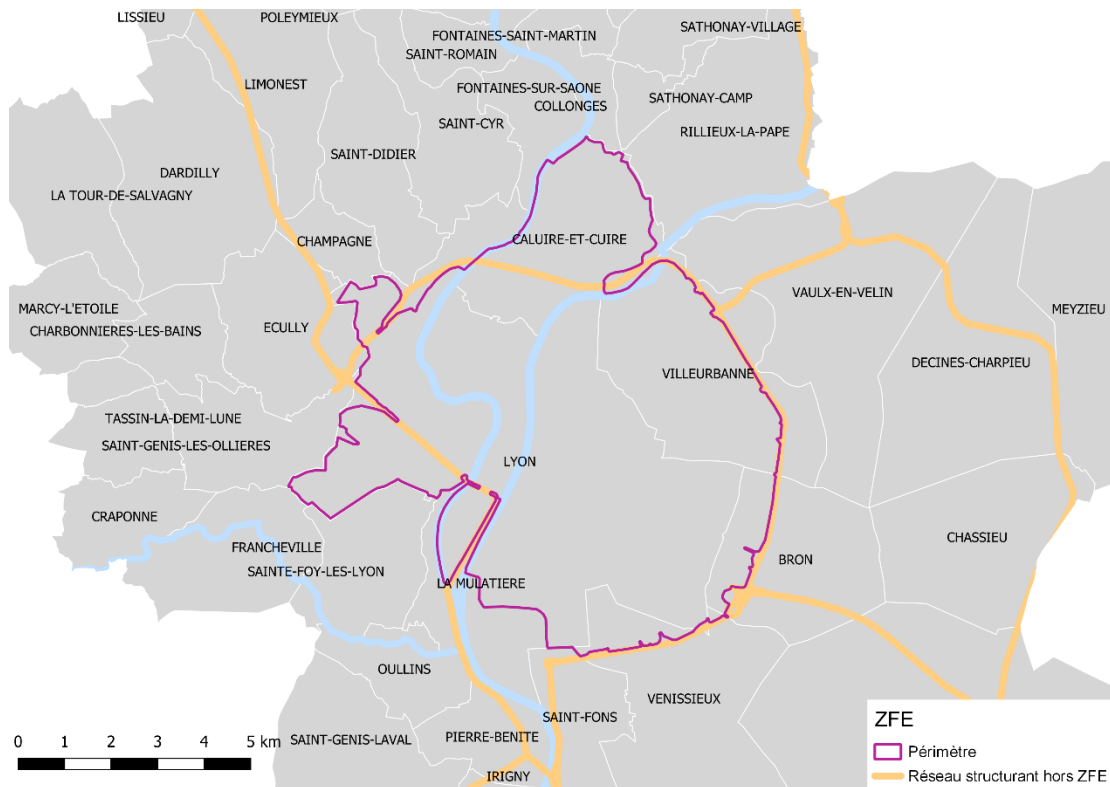 LISSIEU
POLEYMIEUX
SATHONAY-VILLAGE
FONTAINES-SAINT-MARTIN
SAINT-ROMAIN
LIMONEST
FONTAINES-SUR-SAONE
COLLONGES
SATHONAY-CAMP
SAINT-CYR
RILLIEUX-LA-PAPE
SAINT-DIDIER
DARDILLY
LA TOUR-DE-SALVAGNY
CHAMPAGNE
CALUIRE-ET-CUIRE
VAULX-EN-VELIN
MARCY-L'ETOILE
MEYZIEU
ECULLY
CHARBONNIERES-LES-BAINS
DECINES-CHARPIEU
VILLEURBANNE
TASSIN-LA-DEMI-LUNE
SAINT-GENIS-LES-OLLIERES
LYON
CRAPONNE
CHASSIEU
FRANCHEVILLE
BRON
SAINTE-FOY-LES-LYON
LA MULATIERE
OULLINS
VENISSIEUX
SAINT-FONS
SAINT-GENIS-LAVAL
PIERRE-BENITE
IRIGNY
0 1 2 3 4 5 km
ZFE
Périmètre
Réseau structurant hors ZFE